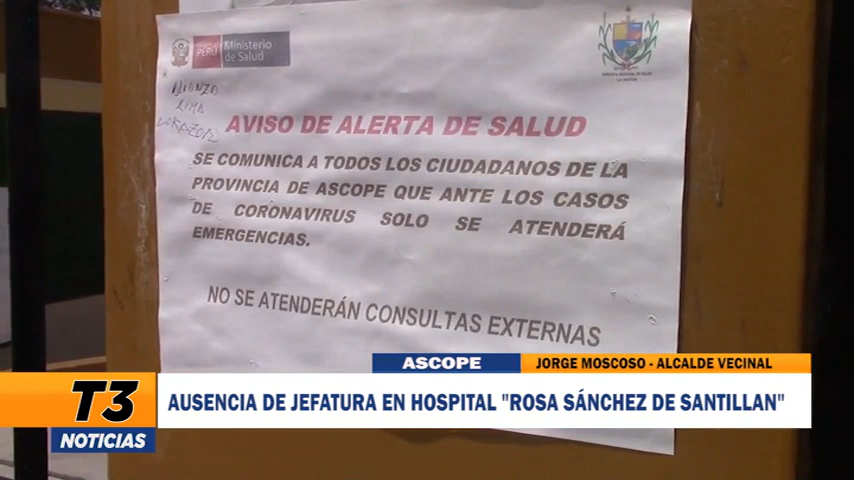 PERÚ Ministerio de Salud
AVISO DE ALERTA DE SALUD
SE COMUNICA A TODOS LOS CIUDADANOS DE LA
PROVINCIA DE ASCOPE QUE ANTE LOS CASOS
DE CORONAVIRUS SOLO SE ATENDERÁ
EMERGENCIAS.
NO SE ATENDERÁN CONSULTAS EXTERNAS
ASCOPE
JORGE MOSCOSO - ALCALDE VECINAL
T3
NOTICIAS
AUSENCIA DE JEFATURA EN HOSPITAL "ROSA SÁNCHEZ DE SANTILLAN"